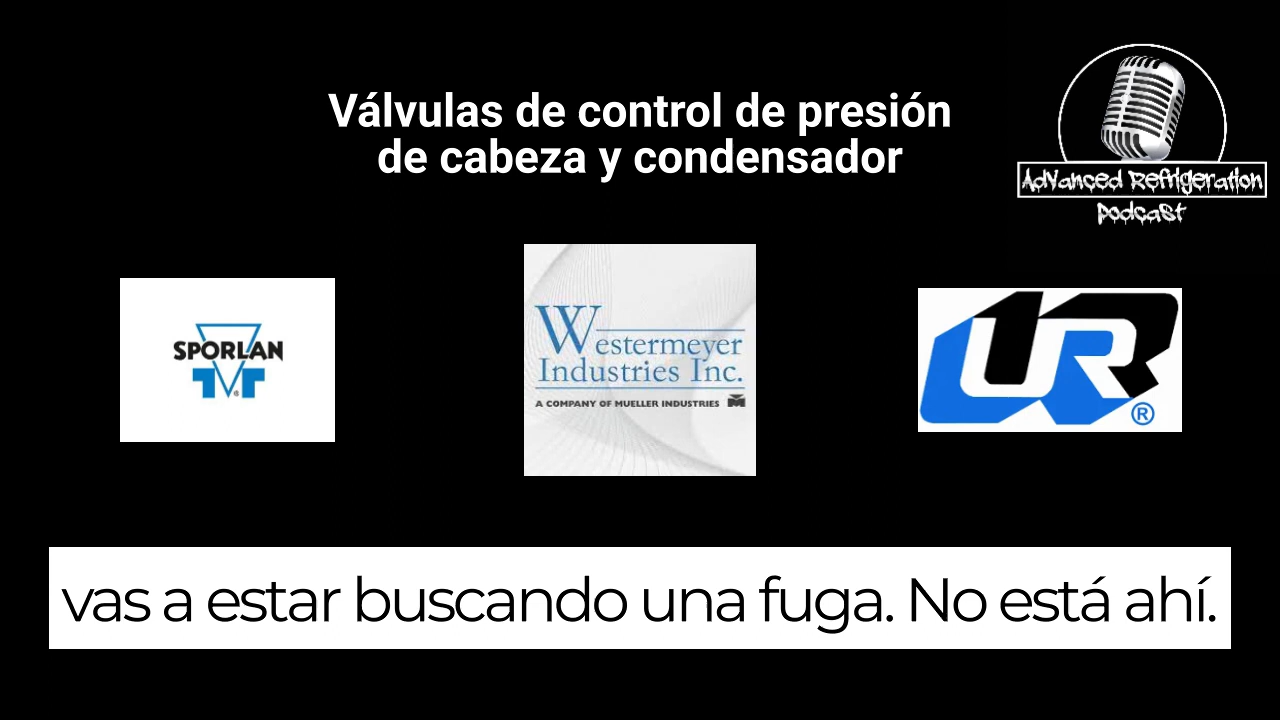 Válvulas de control de presión
de cabeza y condensador
Advanced Refrigeration
Podcast
SPORLAN
®
Westermeyer
Industries Inc.
A COMPANY OF MUELLER INDUSTRIES
UR
®
vas a estar buscando una fuga. No está ahí.